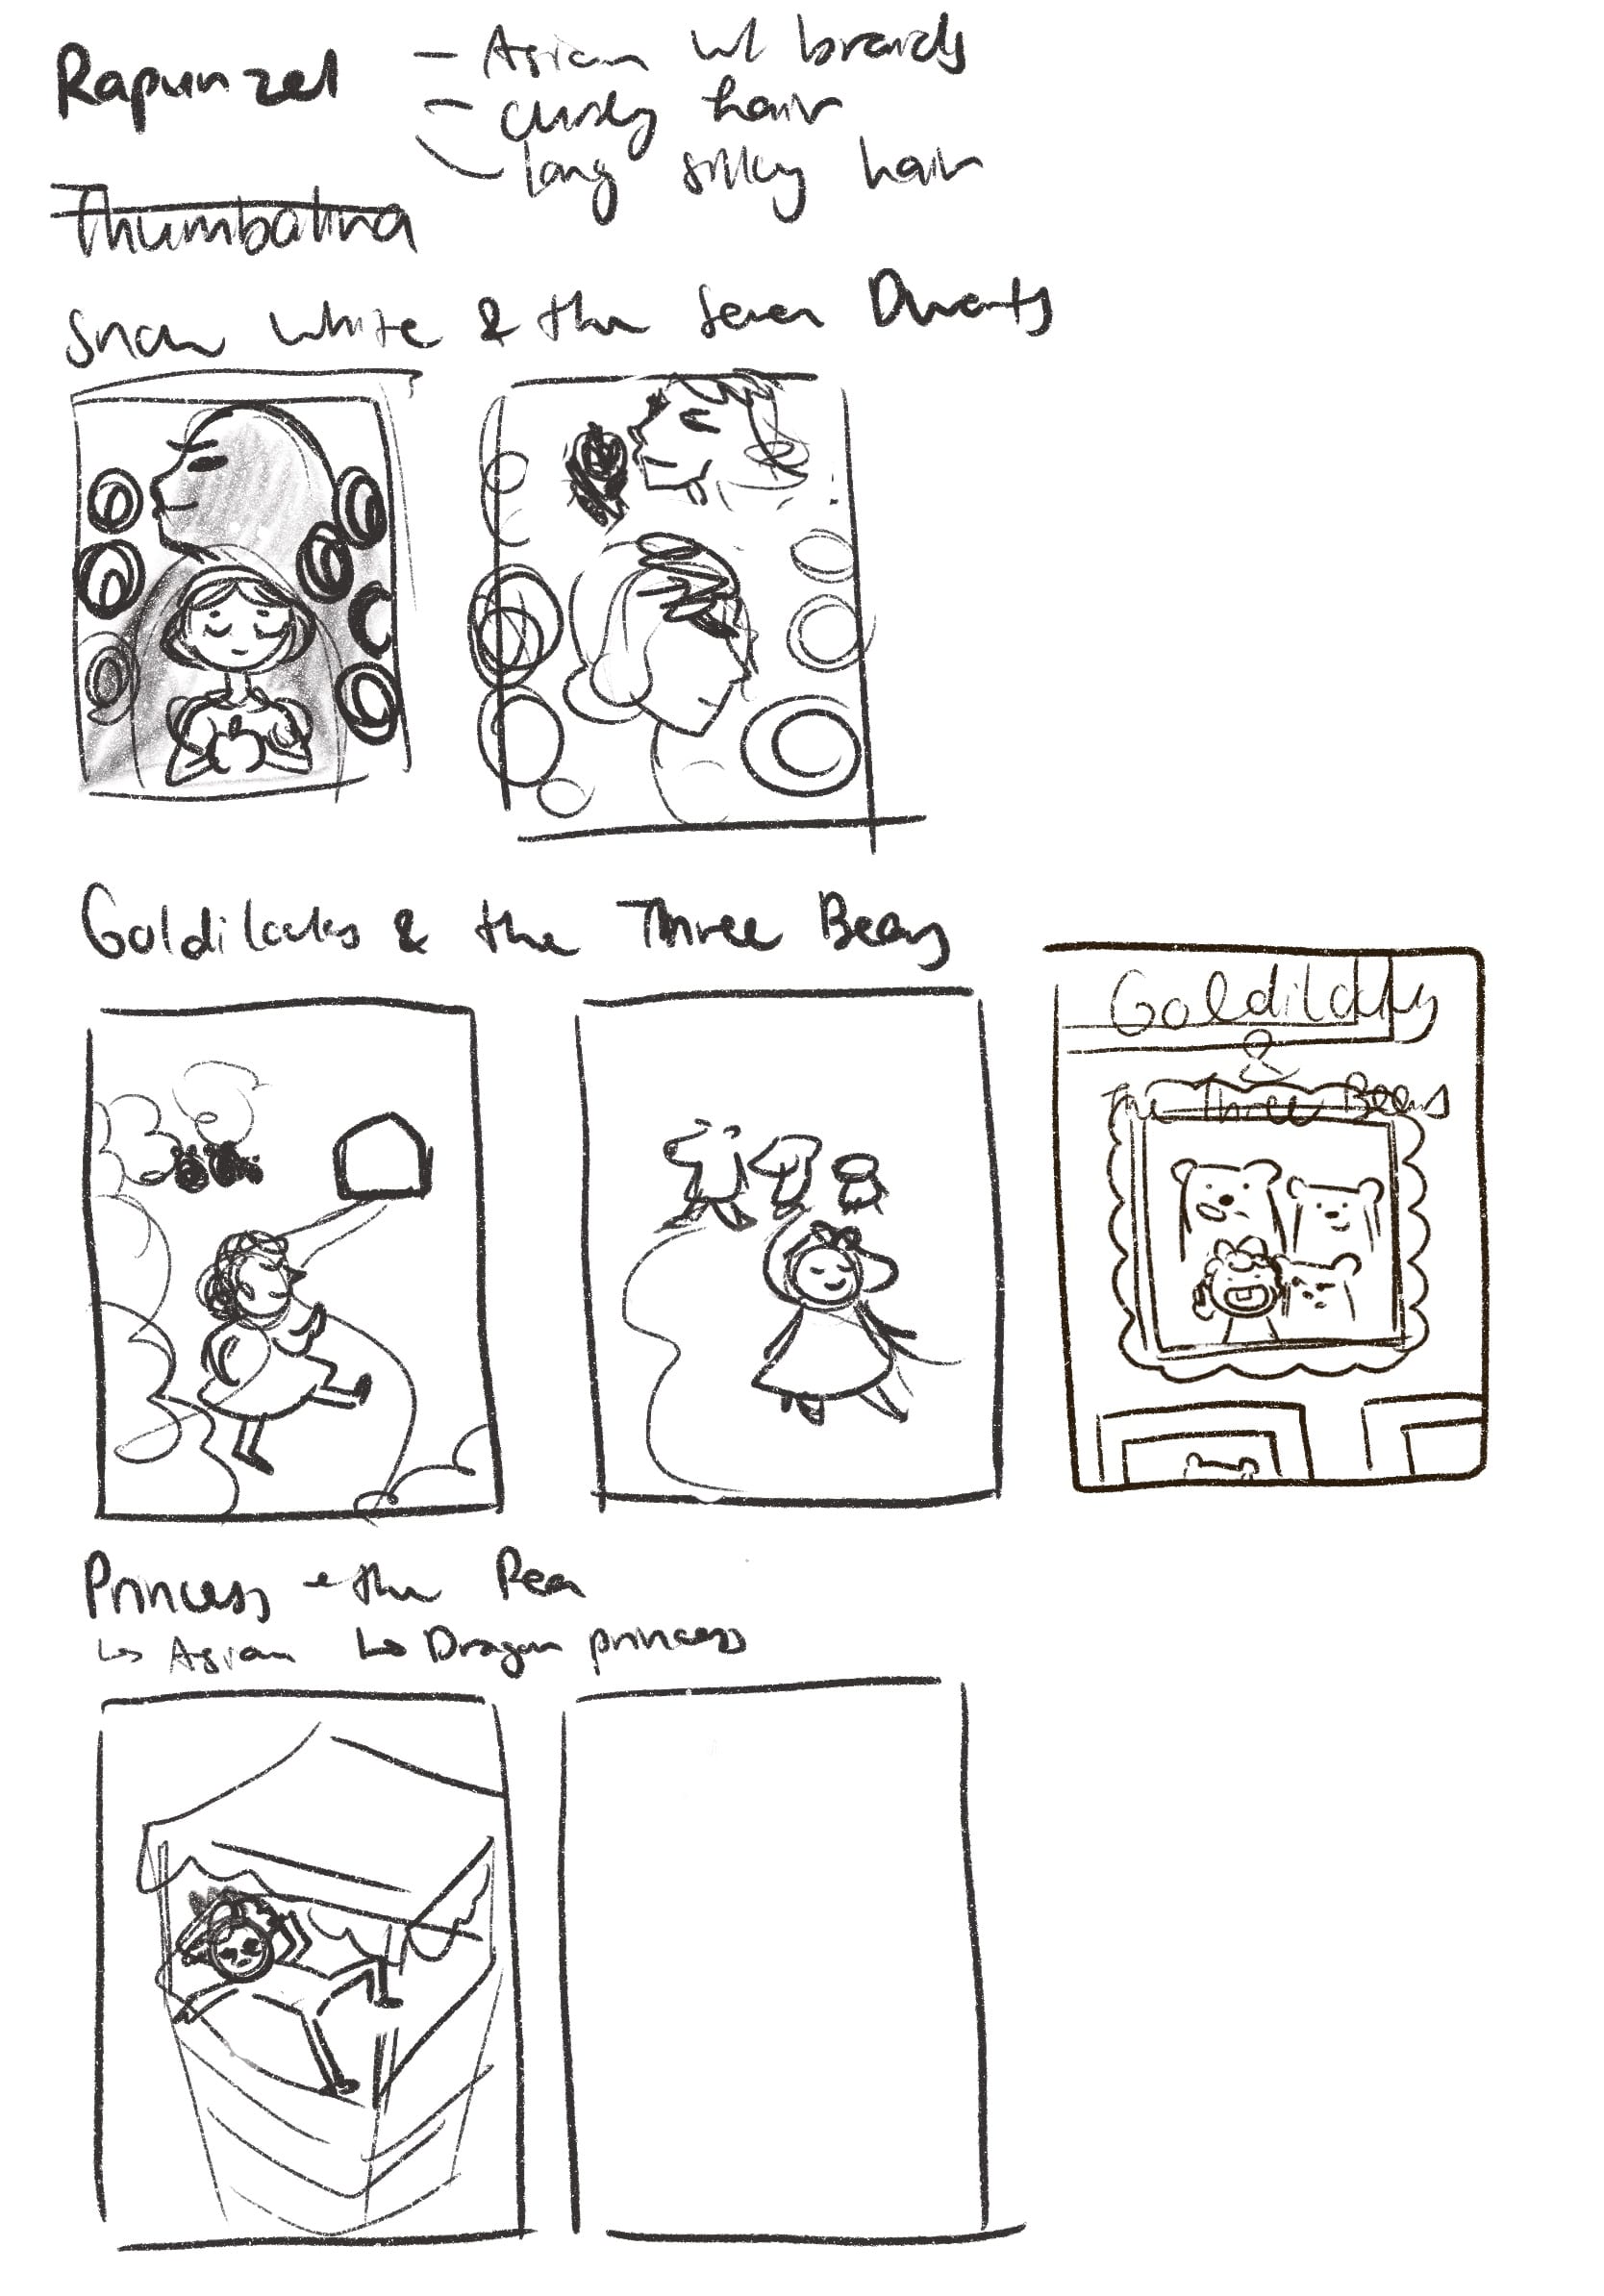 Rapunzel
- Asian w/ braids
- curly hair
- long silky hair
Thumbalina
Snow White & the Seven Dwarfs
Goldilocks & the Three Bears
Goldilocks
&
The Three Bears
Princess + the Pea
↳ Asian ↳ Dragon princess